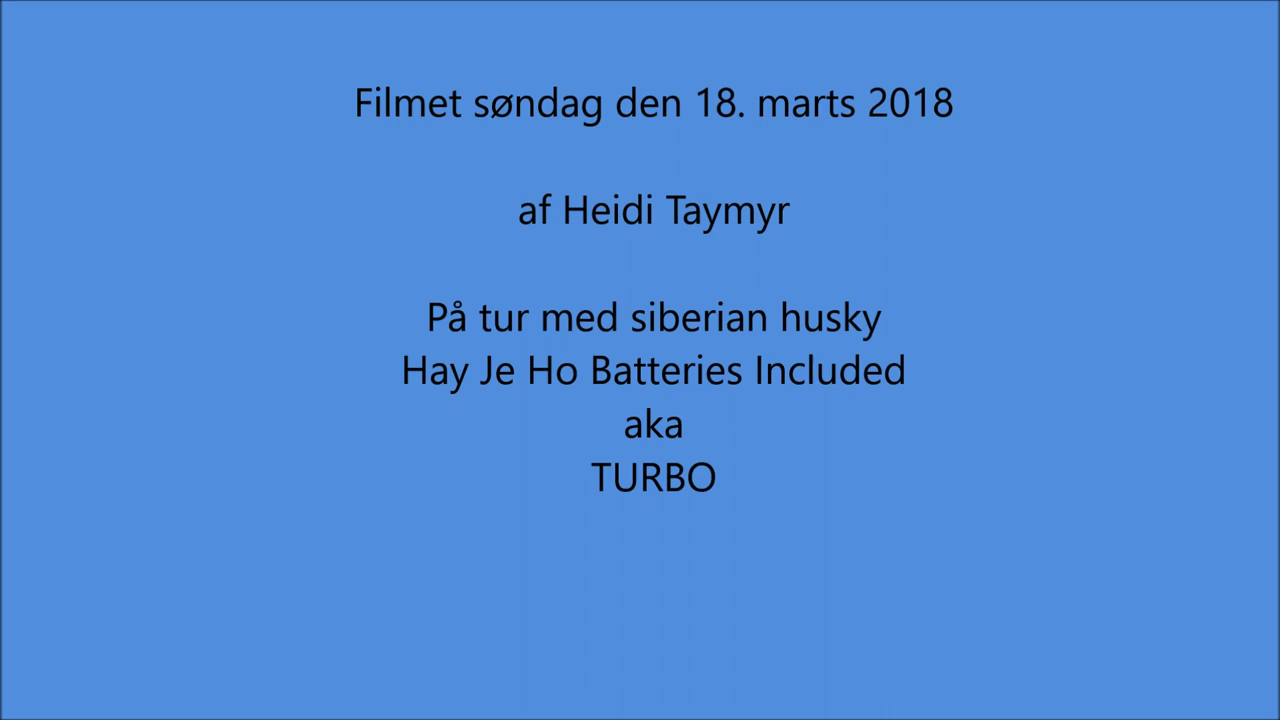 Filmet søndag den 18. marts 2018
af Heidi Taymyr
På tur med siberian husky
Hay Je Ho Batteries Included
aka
TURBO